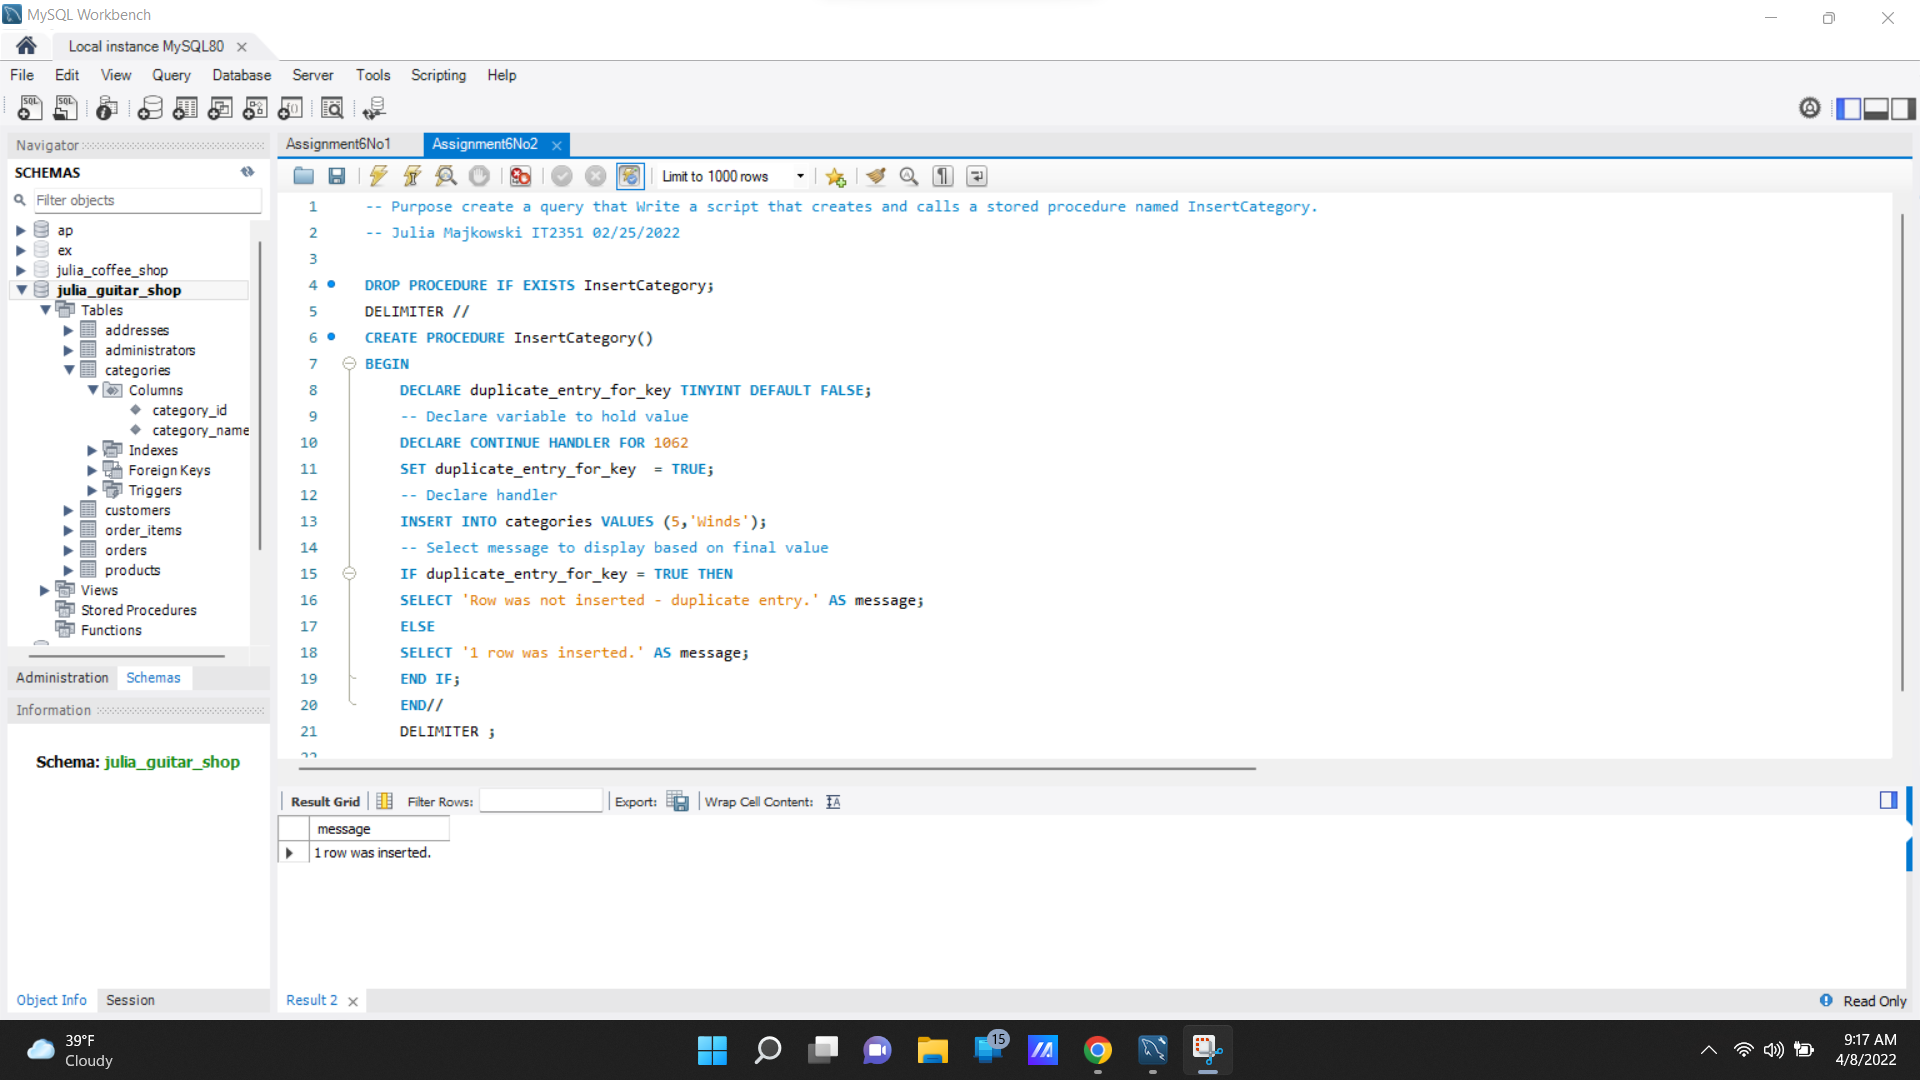 MySQL Workbench
Local instance MySQL80
File Edit View Query Database Server Tools Scripting Help
Navigator
SCHEMAS
Filter objects
ap
ex
julia_coffee_shop
julia_guitar_shop
Tables
addresses
administrators
categories
Columns
category_id
category_name
Indexes
Foreign Keys
Triggers
customers
order_items
orders
products
Views
Stored Procedures
Functions
Administration Schemas
Information
Schema: julia_guitar_shop
Object Info Session
Assignment6No1 Assignment6No2
Limit to 1000 rows
1 -- Purpose create a query that Write a script that creates and calls a stored procedure named InsertCategory.
2 -- Julia Majkowski IT2351 02/25/2022
3
4 DROP PROCEDURE IF EXISTS InsertCategory;
5 DELIMITER //
6 CREATE PROCEDURE InsertCategory()
7 BEGIN
8 DECLARE duplicate_entry_for_key TINYINT DEFAULT FALSE;
9 -- Declare variable to hold value
10 DECLARE CONTINUE HANDLER FOR 1062
11 SET duplicate_entry_for_key  = TRUE;
12 -- Declare handler
13 INSERT INTO categories VALUES (5,'Winds');
14 -- Select message to display based on final value
15 IF duplicate_entry_for_key = TRUE THEN
16 SELECT 'Row was not inserted - duplicate entry.' AS message;
17 ELSE
18 SELECT '1 row was inserted.' AS message;
19 END IF;
20 END//
21 DELIMITER ;
22
Result Grid Filter Rows: Export: Wrap Cell Content:
message
1 row was inserted.
Result 2
Read Only
39°F
Cloudy
15
9:17 AM
4/8/2022